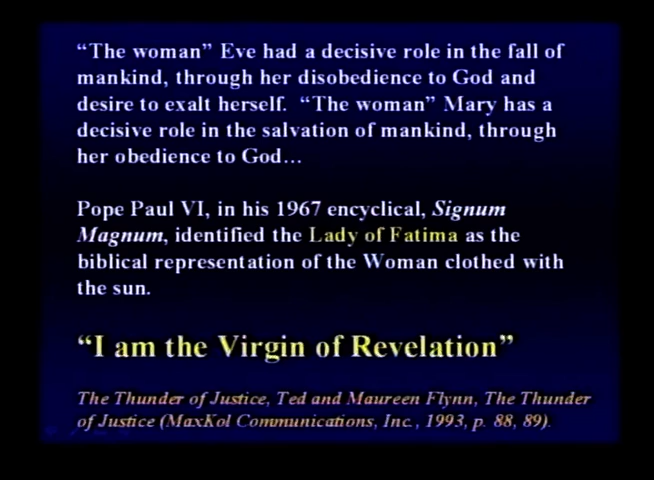 “The woman” Eve had a decisive role in the fall of
mankind, through her disobedience to God and
desire to exalt herself.  “The woman” Mary has a
decisive role in the salvation of mankind, through
her obedience to God…
Pope Paul VI, in his 1967 encyclical, Signum
Magnum, identified the Lady of Fatima as the
biblical representation of the Woman clothed with
the sun.
“I am the Virgin of Revelation”
The Thunder of Justice, Ted and Maureen Flynn, The Thunder
of Justice (MaxKol Communications, Inc., 1993, p. 88, 89).